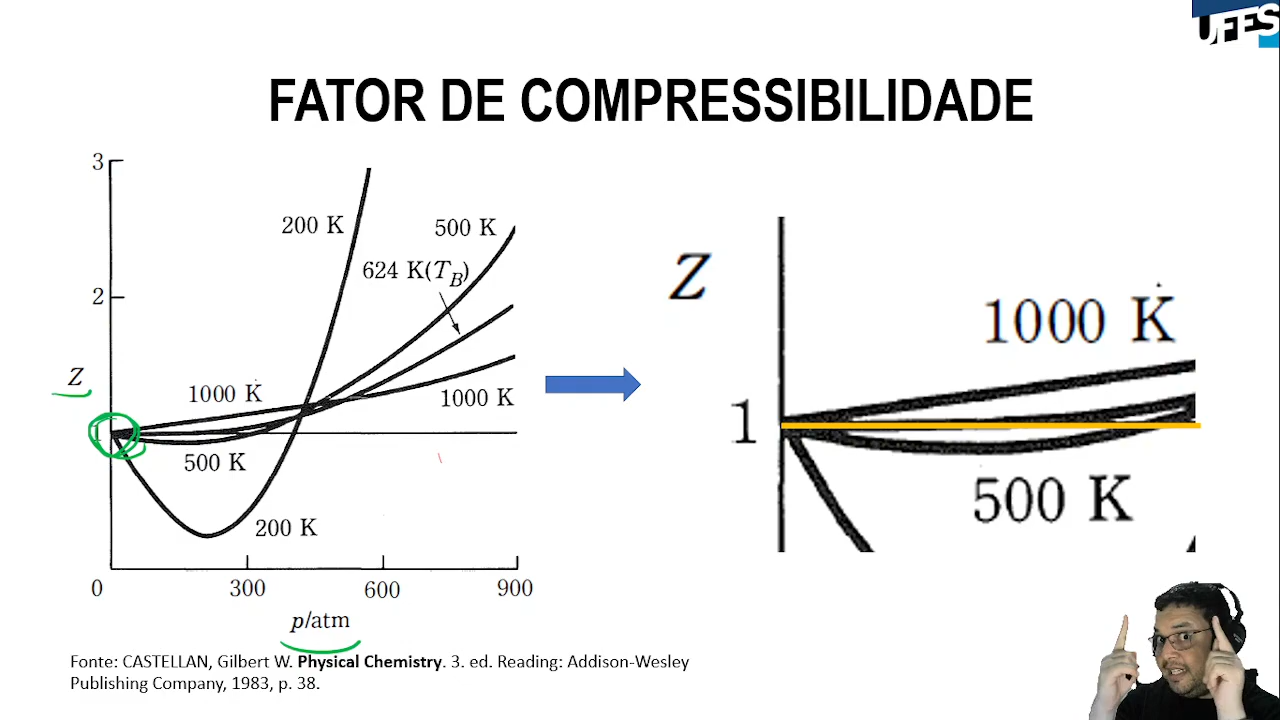 UFES
FATOR DE COMPRESSIBILIDADE
3
200 K
500 K
624 K(T_B)
2
Z
1000 K
1000 K
1
500 K
200 K
0
300
600
900
p/atm
Z
1000 K
1
500 K
Fonte: CASTELLAN, Gilbert W. Physical Chemistry. 3. ed. Reading: Addison-Wesley
Publishing Company, 1983, p. 38.